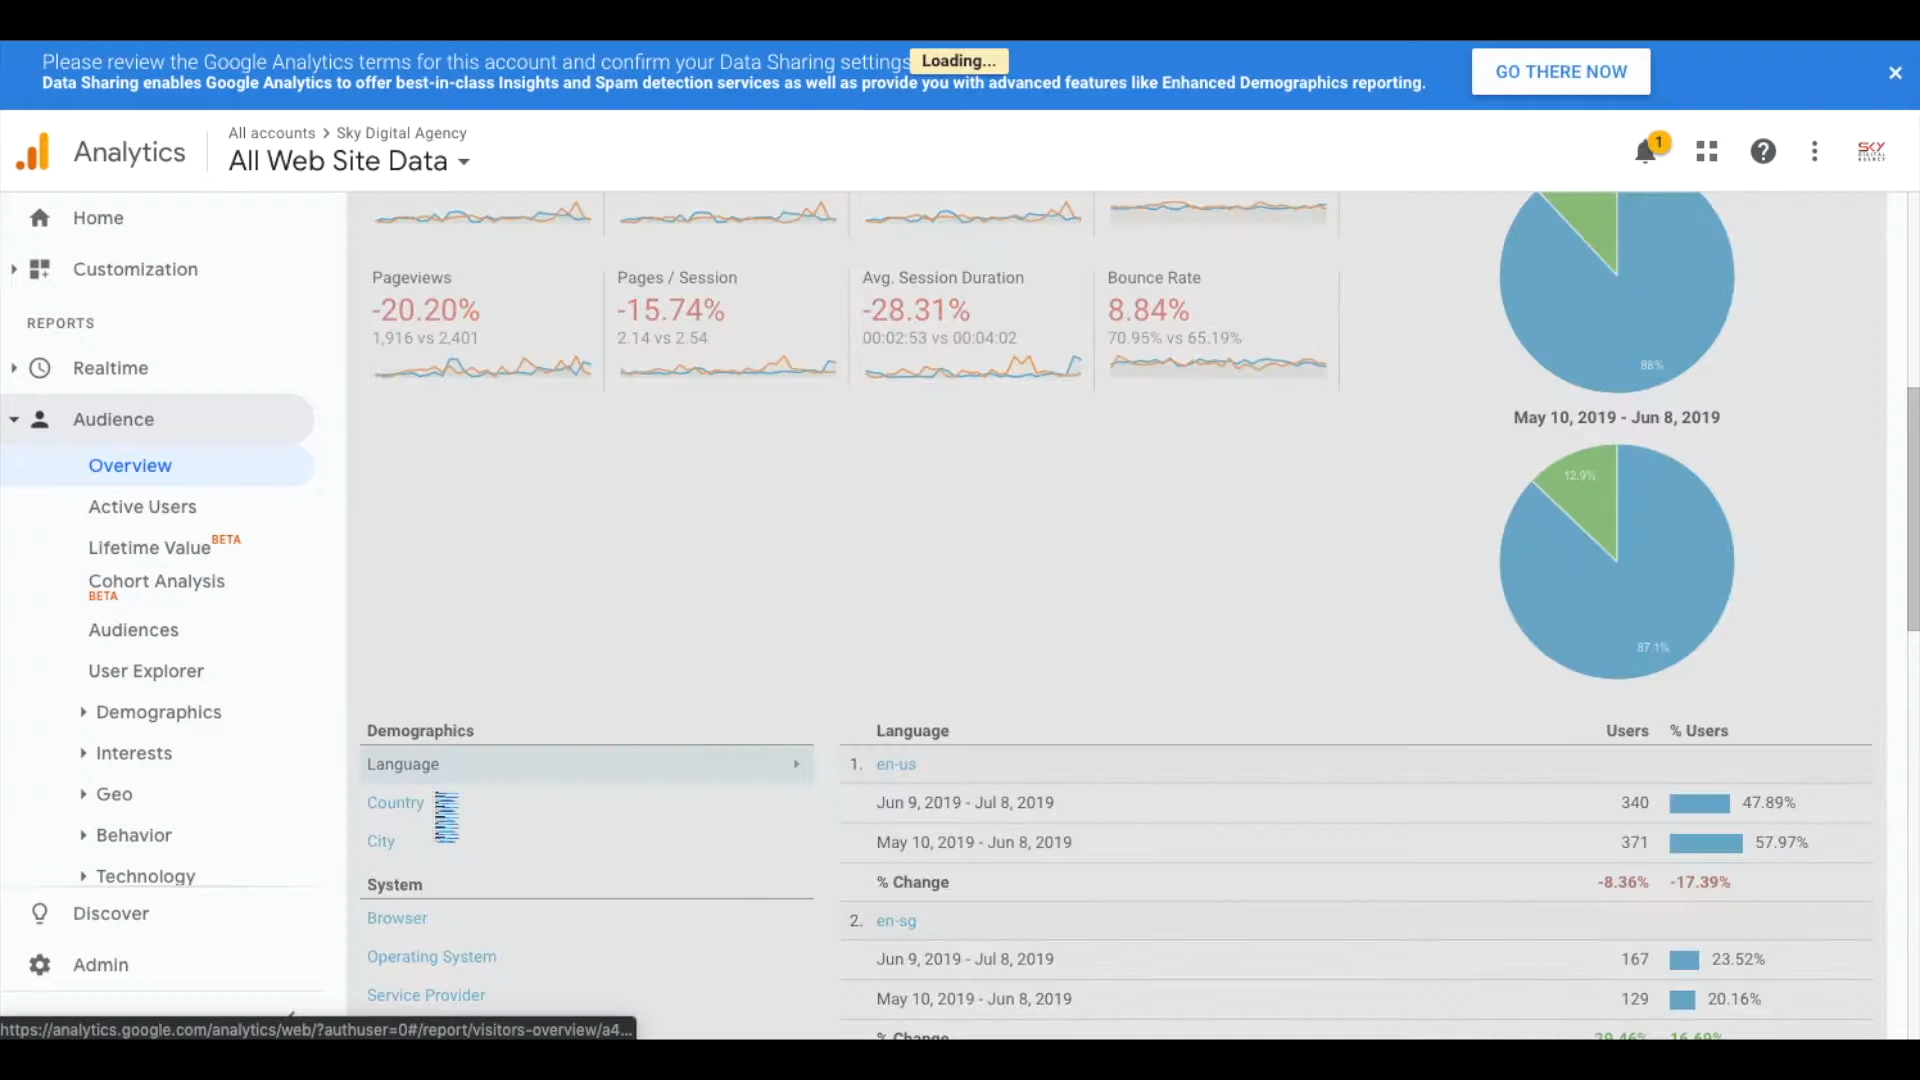 Please review the Google Analytics terms for this account and confirm your Data Sharing settings
Loading...
Data Sharing enables Google Analytics to offer best-in-class Insights and Spam detection services as well as provide you with advanced features like Enhanced Demographics reporting.
GO THERE NOW
Analytics
All accounts > Sky Digital Agency
All Web Site Data
1
SKY
DIGITAL
AGENCY
Home
Customization
REPORTS
Realtime
Audience
Overview
Active Users
Lifetime Value BETA
Cohort Analysis
BETA
Audiences
User Explorer
Demographics
Interests
Geo
Behavior
Technology
Discover
Admin
https://analytics.google.com/analytics/web/?authuser=0#/report/visitors-overview/a4...
Pageviews
-20.20%
1,916 vs 2,401
Pages / Session
-15.74%
2.14 vs 2.54
Avg. Session Duration
-28.31%
00:02:53 vs 00:04:02
Bounce Rate
8.84%
70.95% vs 65.19%
88%
May 10, 2019 - Jun 8, 2019
12.9%
87.1%
Demographics
Language
Country
City
System
Browser
Operating System
Service Provider
Language Users % Users
1. en-us
Jun 9, 2019 - Jul 8, 2019 340 47.89%
May 10, 2019 - Jun 8, 2019 371 57.97%
% Change -8.36% -17.39%
2. en-sg
Jun 9, 2019 - Jul 8, 2019 167 23.52%
May 10, 2019 - Jun 8, 2019 129 20.16%
% Change 29.46% 16.69%